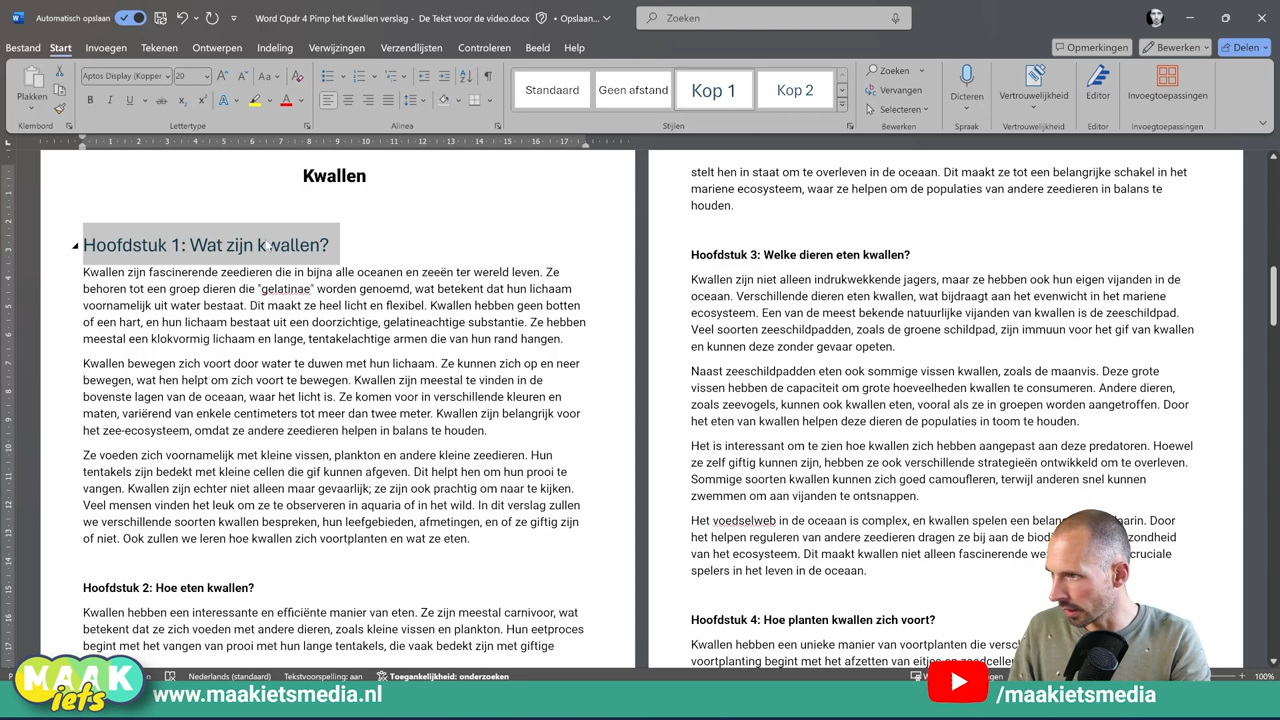 Automatisch opslaan
Word Opdr 4 Pimp het Kwallen verslag - De Tekst voor de video.docx
Opslaan...
Zoeken
Bestand Start Invoegen Tekenen Ontwerpen Indeling Verwijzingen Verzendlijsten Controleren Beeld Help
Opmerkingen Bewerken Delen
Plakken
Klembord
Aptos Display (Kopper 20
Lettertype
Alinea
Standaard Geen afstand Kop 1 Kop 2
Stijlen
Zoeken
Vervangen
Selecteren
Bewerken
Dicteren
Spraak
Vertrouwelijkheid
Vertrouwelijkheid
Editor
Editor
Invoegtoepassingen
Invoegtoepassingen
1 2 3 4 5 6 7 8 9 10 11 12 13 14 15 16 17
Kwallen
Hoofdstuk 1: Wat zijn kwallen?
Kwallen zijn fascinerende zeedieren die in bijna alle oceanen en zeeën ter wereld leven. Ze
behoren tot een groep dieren die "gelatinae" worden genoemd, wat betekent dat hun lichaam
voornamelijk uit water bestaat. Dit maakt ze heel licht en flexibel. Kwallen hebben geen botten
of een hart, en hun lichaam bestaat uit een doorzichtige, gelatineachtige substantie. Ze hebben
meestal een klokvormig lichaam en lange, tentakelachtige armen die van hun rand hangen.
Kwallen bewegen zich voort door water te duwen met hun lichaam. Ze kunnen zich op en neer
bewegen, wat hen helpt om zich voort te bewegen. Kwallen zijn meestal te vinden in de
bovenste lagen van de oceaan, waar het licht is. Ze komen voor in verschillende kleuren en
maten, variërend van enkele centimeters tot meer dan twee meter. Kwallen zijn belangrijk voor
het zee-ecosysteem, omdat ze andere zeedieren helpen in balans te houden.
Ze voeden zich voornamelijk met kleine vissen, plankton en andere kleine zeedieren. Hun
tentakels zijn bedekt met kleine cellen die gif kunnen afgeven. Dit helpt hen om hun prooi te
vangen. Kwallen zijn echter niet alleen maar gevaarlijk; ze zijn ook prachtig om naar te kijken.
Veel mensen vinden het leuk om ze te observeren in aquaria of in het wild. In dit verslag zullen
we verschillende soorten kwallen bespreken, hun leefgebieden, afmetingen, en of ze giftig zijn
of niet. Ook zullen we leren hoe kwallen zich voortplanten en wat ze eten.
Hoofdstuk 2: Hoe eten kwallen?
Kwallen hebben een interessante en efficiënte manier van eten. Ze zijn meestal carnivoor, wat
betekent dat ze zich voeden met andere dieren, zoals kleine vissen en plankton. Hun eetproces
begint met het vangen van prooi met hun lange tentakels, die vaak bedekt zijn met giftige
stelt hen in staat om te overleven in de oceaan. Dit maakt ze tot een belangrijke schakel in het
mariene ecosysteem, waar ze helpen om de populaties van andere zeedieren in balans te
houden.
Hoofdstuk 3: Welke dieren eten kwallen?
Kwallen zijn niet alleen indrukwekkende jagers, maar ze hebben ook hun eigen vijanden in de
oceaan. Verschillende dieren eten kwallen, wat bijdraagt aan het evenwicht in het mariene
ecosysteem. Een van de meest bekende natuurlijke vijanden van kwallen is de zeeschildpad.
Veel soorten zeeschildpadden, zoals de groene schildpad, zijn immuun voor het gif van kwallen
en kunnen deze zonder gevaar opeten.
Naast zeeschildpadden eten ook sommige vissen kwallen, zoals de maanvis. Deze grote
vissen hebben de capaciteit om grote hoeveelheden kwallen te consumeren. Andere dieren,
zoals zeevogels, kunnen ook kwallen eten, vooral als ze in groepen worden aangetroffen. Door
het eten van kwallen helpen deze dieren de populaties in toom te houden.
Het is interessant om te zien hoe kwallen zich hebben aangepast aan deze predatoren. Hoewel
ze zelf giftig kunnen zijn, hebben ze ook verschillende strategieën ontwikkeld om te overleven.
Sommige soorten kwallen kunnen zich goed camoufleren, terwijl anderen snel kunnen
zwemmen om aan vijanden te ontsnappen.
Het voedselweb in de oceaan is complex, en kwallen spelen een daarin. Door
het helpen reguleren van andere zeedieren dragen ze bij aan de
van het ecosysteem. Dit maakt kwallen niet alleen fascinerende cruciale
spelers in het leven in de oceaan.
Hoofdstuk 4: Hoe planten kwallen zich voort?
Kwallen hebben een unieke manier van voortplanten die
voortplanting begint met het afzetten van eitjes
Nederlands (standaard) Tekstvoorspelling: aan Toegankelijkheid: onderzoeken
100%
MAAK
iets
www.maakietsmedia.nl
/maakietsmedia